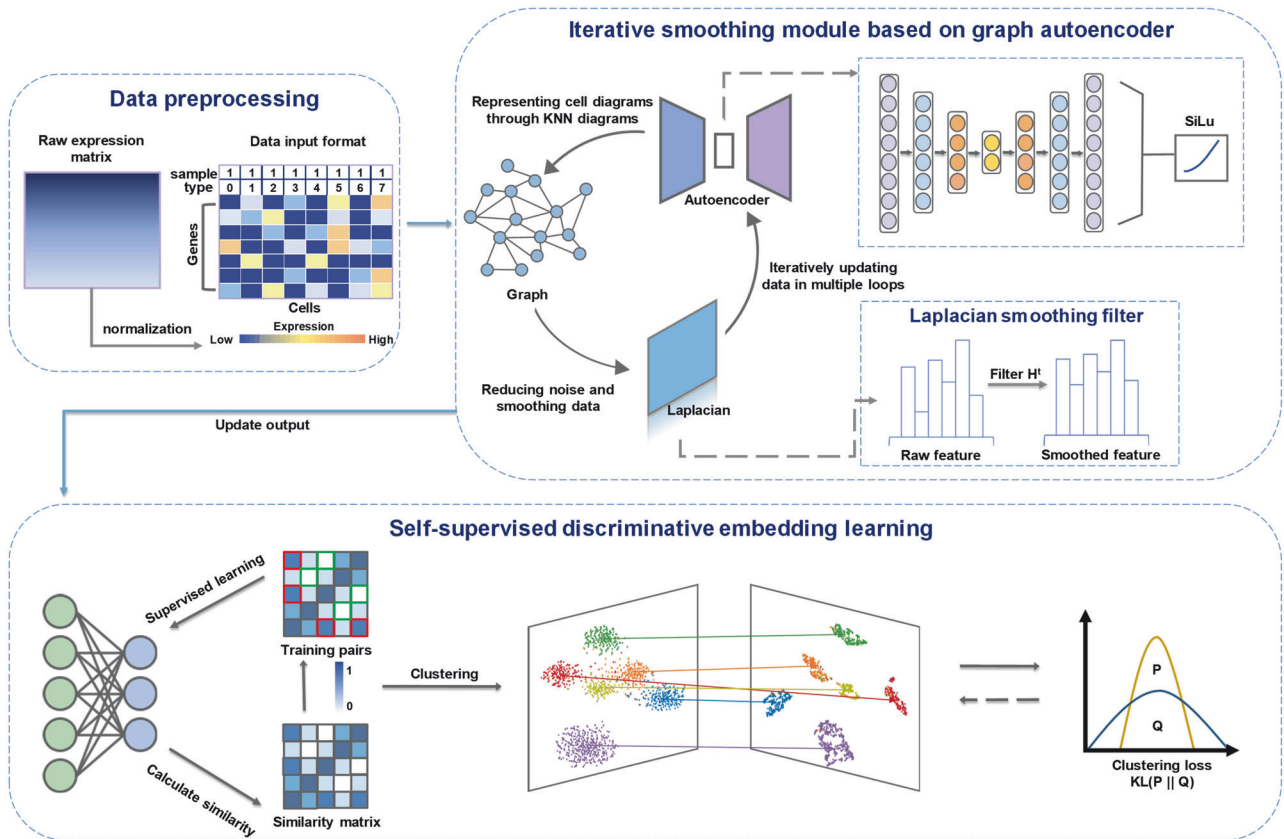 Data preprocessing
Raw expression
matrix
Data input format
sample 1 1 1 1 1 1 1 1
type 0 1 2 3 4 5 6 7
Genes
Cells
normalization
Expression
Low
High
Iterative smoothing module based on graph autoencoder
Representing cell diagrams
through KNN diagrams
Autoencoder
SiLu
Graph
Iteratively updating
data in multiple loops
Reducing noise and
smoothing data
Laplacian
Laplacian smoothing filter
Filter Hᵗ
Raw feature
Smoothed feature
Update output
Self-supervised discriminative embedding learning
Supervised learning
Training pairs
1
0
Calculate similarity
Similarity matrix
Clustering
P
Q
Clustering loss
KL(P || Q)